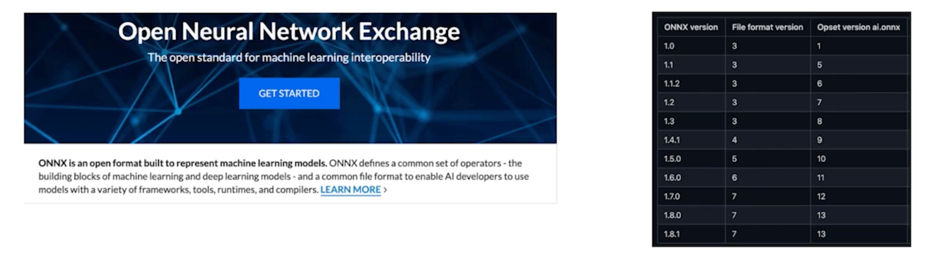 Open Neural Network Exchange
The open standard for machine learning interoperability
GET STARTED
ONNX is an open format built to represent machine learning models. ONNX defines a common set of operators - the
building blocks of machine learning and deep learning models - and a common file format to enable AI developers to use
models with a variety of frameworks, tools, runtimes, and compilers. LEARN MORE >
ONNX version File format version Opset version ai.onnx
1.0 3 1
1.1 3 5
1.1.2 3 6
1.2 3 7
1.3 3 8
1.4.1 4 9
1.5.0 5 10
1.6.0 6 11
1.7.0 7 12
1.8.0 7 13
1.8.1 7 13